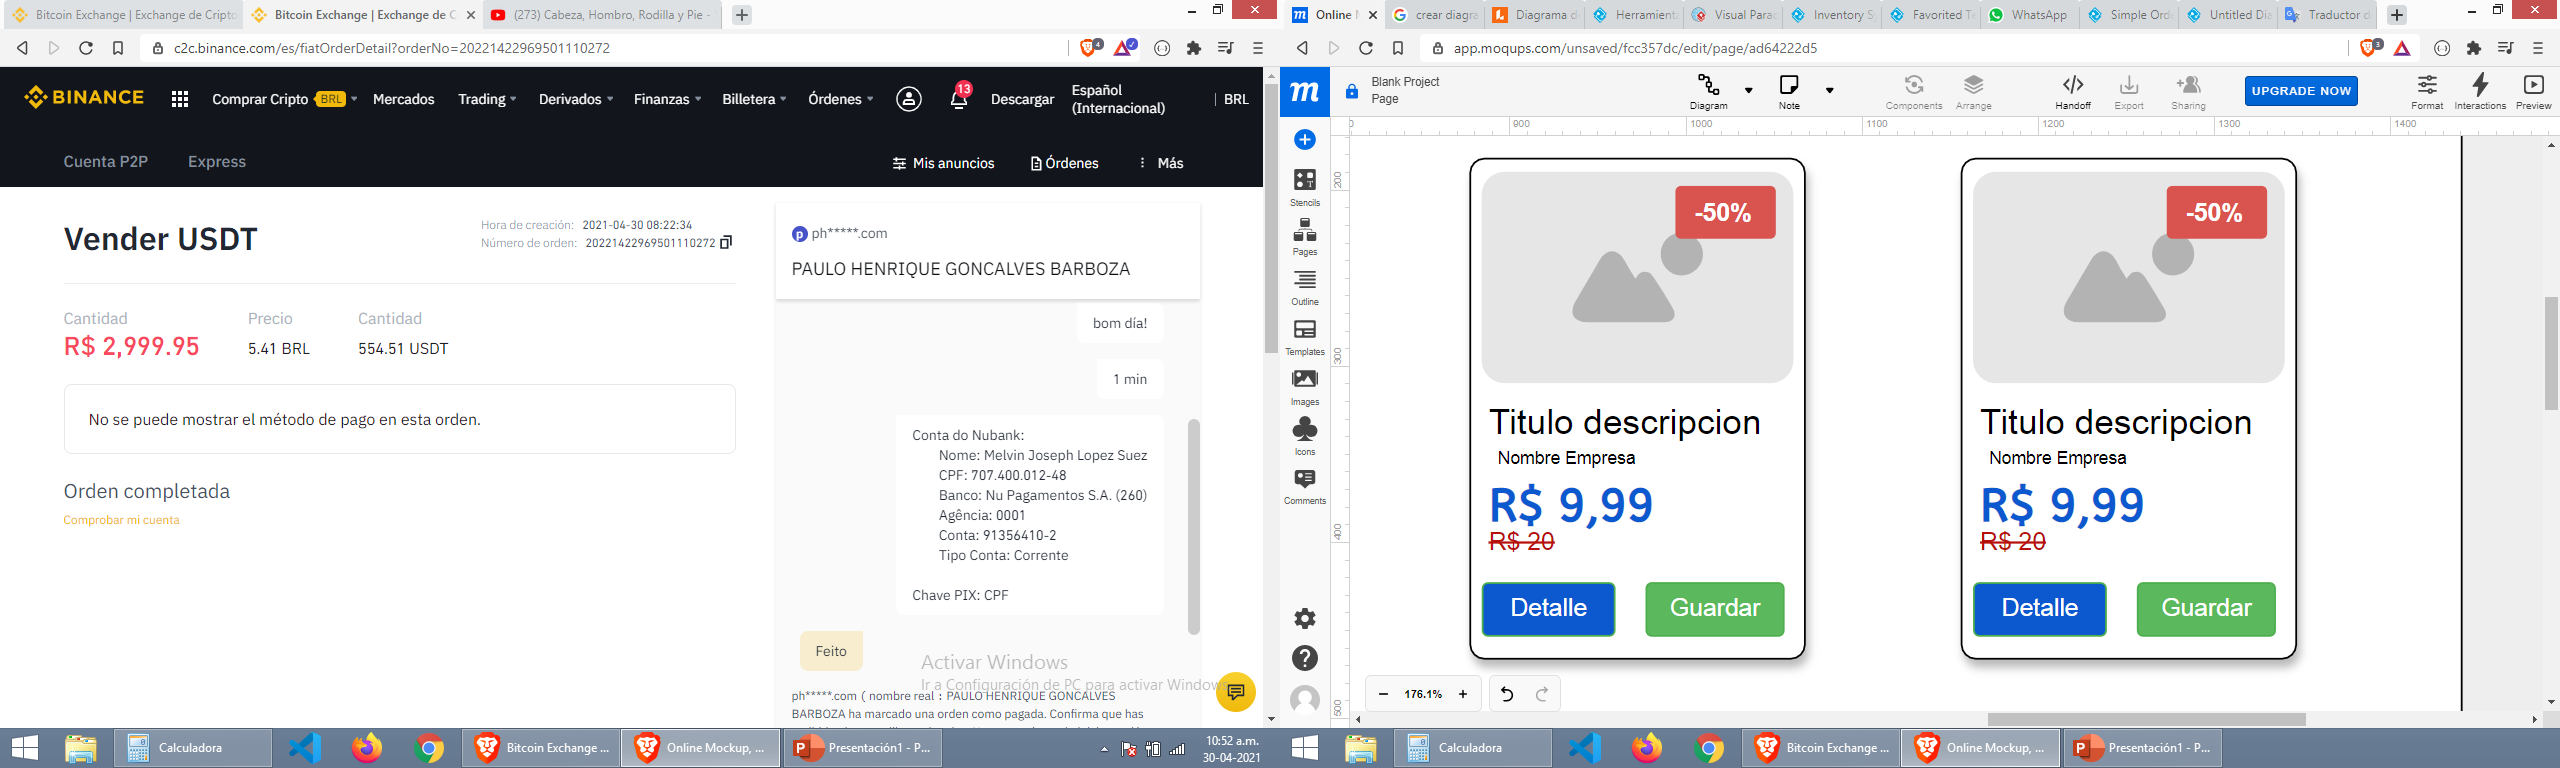 Bitcoin Exchange | Exchange de Cripto
Bitcoin Exchange | Exchange de C
(273) Cabeza, Hombro, Rodilla y Pie -
c2c.binance.com/es/fiatOrderDetail?orderNo=20221422969501110272
4
BINANCE
Comprar Cripto
BRL
Mercados
Trading
Derivados
Finanzas
Billetera
Órdenes
13
Descargar
Español
(Internacional)
BRL
Cuenta P2P
Express
Mis anuncios
Órdenes
Más
Vender USDT
Hora de creación: 2021-04-30 08:22:34
Número de orden: 20221422969501110272
Cantidad
Precio
Cantidad
R$ 2,999.95
5.41 BRL
554.51 USDT
No se puede mostrar el método de pago en esta orden.
Orden completada
Comprobar mi cuenta
p ph*****.com
PAULO HENRIQUE GONCALVES BARBOZA
bom día!
1 min
Conta do Nubank:
Nome: Melvin Joseph Lopez Suez
CPF: 707.400.012-48
Banco: Nu Pagamentos S.A. (260)
Agência: 0001
Conta: 91356410-2
Tipo Conta: Corrente
Chave PIX: CPF
Feito
ph*****.com ( nombre real : PAULO HENRIQUE GONCALVES
BARBOZA ha marcado una orden como pagada. Confirma que has
Activar Windows
Ir a Configuración de PC para activar Windows
Calculadora
Bitcoin Exchange ...
Online Mockup, ...
Presentación1 - P...
10:52 a.m.
30-04-2021
Online M
crear diagra
Diagrama d
Herramient
Visual Para
Inventory S
Favorited Te
WhatsApp
Simple Ord
Untitled Dia
Traductor d
app.moqups.com/unsaved/fcc357dc/edit/page/ad64222d5
3
m
Blank Project
Page
Diagram
Note
Components
Arrange
UPGRADE NOW
Handoff
Export
Sharing
Format
Interactions
Preview
900
1000
1100
1200
1300
1400
200
300
400
500
Stencils
Pages
Outline
Templates
Images
Icons
Comments
-50%
Titulo descripcion
Nombre Empresa
R$ 9,99
R$ 20
Detalle
Guardar
-50%
Titulo descripcion
Nombre Empresa
R$ 9,99
R$ 20
Detalle
Guardar
176.1%
Calculadora
Bitcoin Exchange ...
Online Mockup, ...
Presentación1 - P...